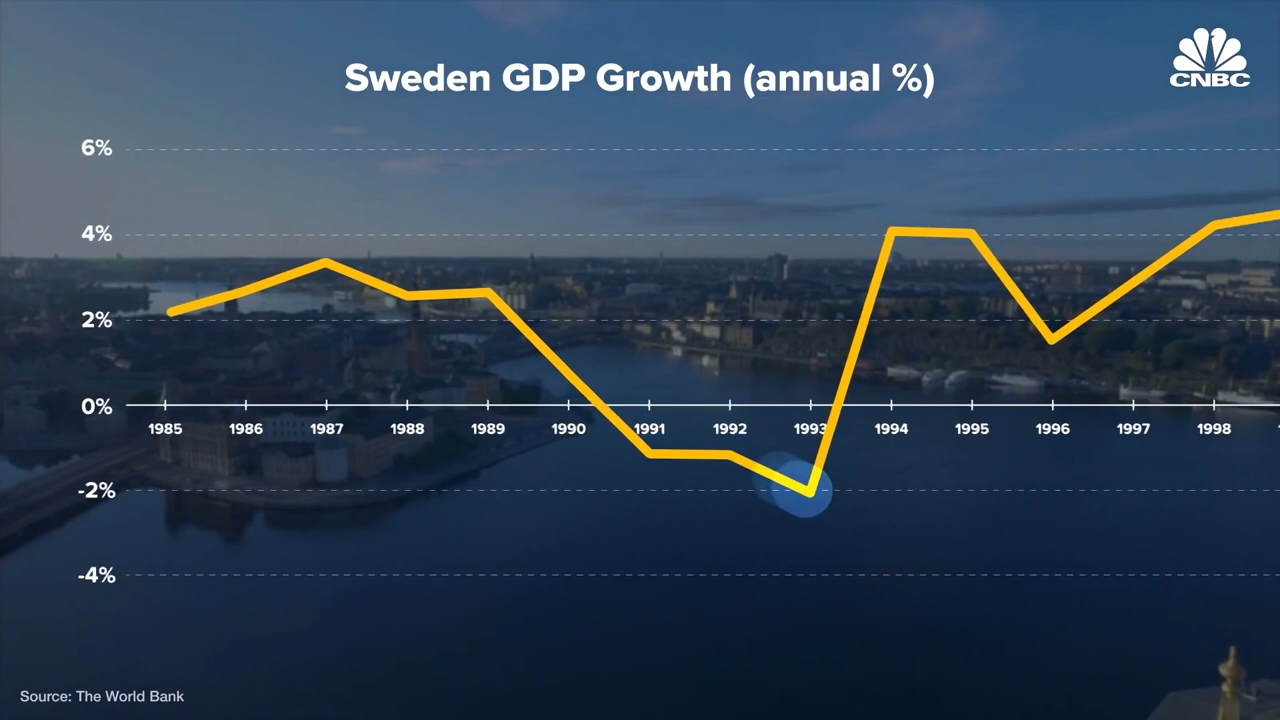 CNBC
Sweden GDP Growth (annual %)
6%
4%
2%
0%
1985 1986 1987 1988 1989 1990 1991 1992 1993 1994 1995 1996 1997 1998
-2%
-4%
Source: The World Bank